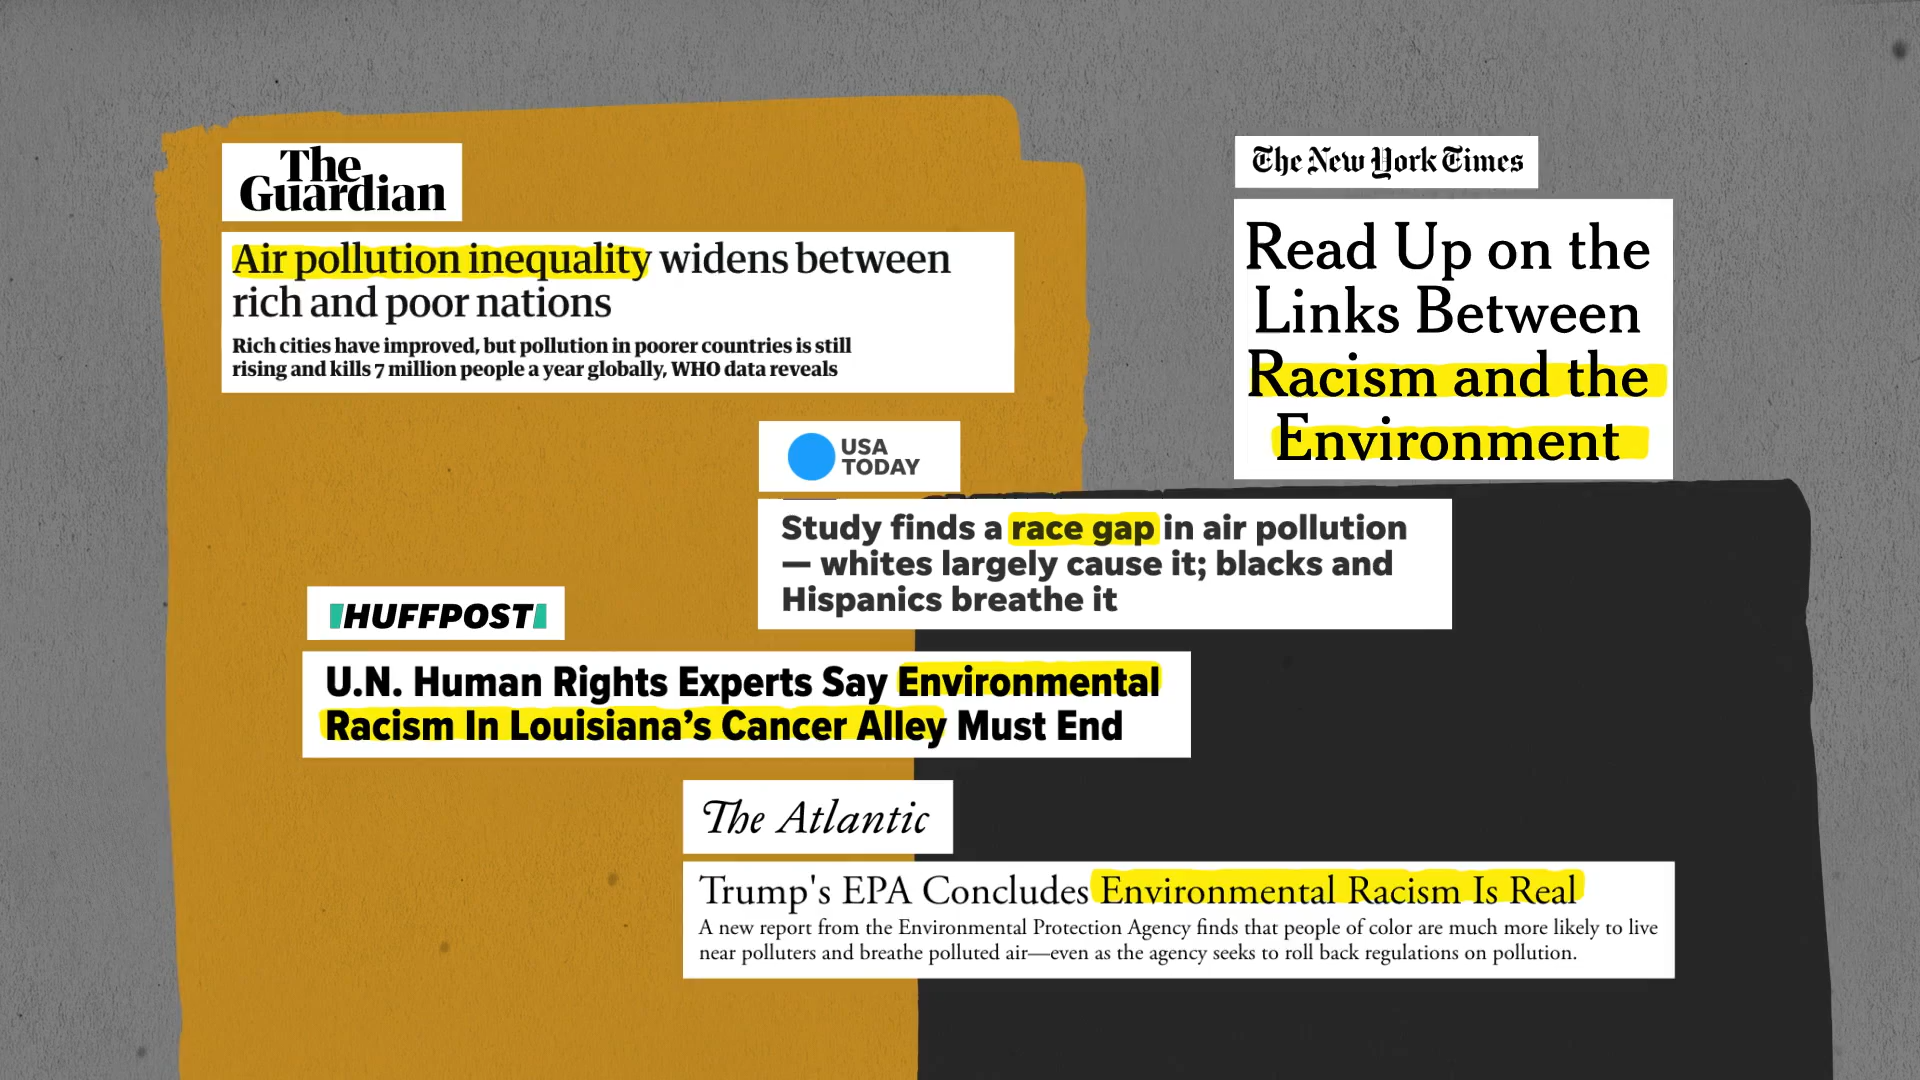 The
Guardian
Air pollution inequality widens between
rich and poor nations
Rich cities have improved, but pollution in poorer countries is still
rising and kills 7 million people a year globally, WHO data reveals
The New York Times
Read Up on the
Links Between
Racism and the
Environment
USA
TODAY
Study finds a race gap in air pollution
— whites largely cause it; blacks and
Hispanics breathe it
HUFFPOST
U.N. Human Rights Experts Say Environmental
Racism In Louisiana’s Cancer Alley Must End
The Atlantic
Trump's EPA Concludes Environmental Racism Is Real
A new report from the Environmental Protection Agency finds that people of color are much more likely to live
near polluters and breathe polluted air—even as the agency seeks to roll back regulations on pollution.